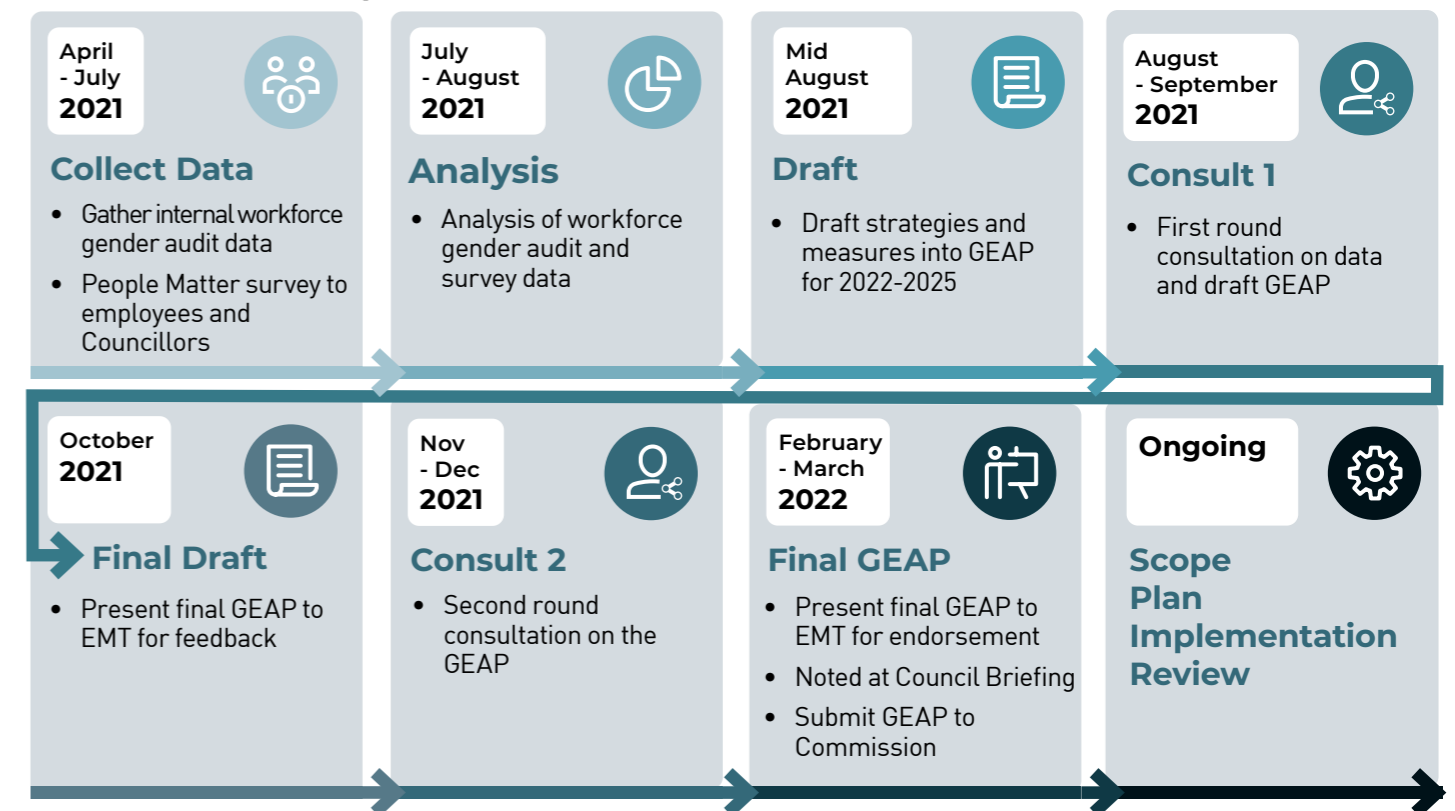 April
- July
2021
Collect Data
• Gather internal workforce
gender audit data
• People Matter survey to
employees and
Councillors
July
- August
2021
Analysis
• Analysis of workforce
gender audit and
survey data
Mid
August
2021
Draft
• Draft strategies and
measures into GEAP
for 2022-2025
August
- September
2021
Consult 1
• First round
consultation on data
and draft GEAP
October
2021
Final Draft
• Present final GEAP to
EMT for feedback
Nov
- Dec
2021
Consult 2
• Second round
consultation on the
GEAP
February
- March
2022
Final GEAP
• Present final GEAP to
EMT for endorsement
• Noted at Council Briefing
• Submit GEAP to
Commission
Ongoing
Scope
Plan
Implementation
Review